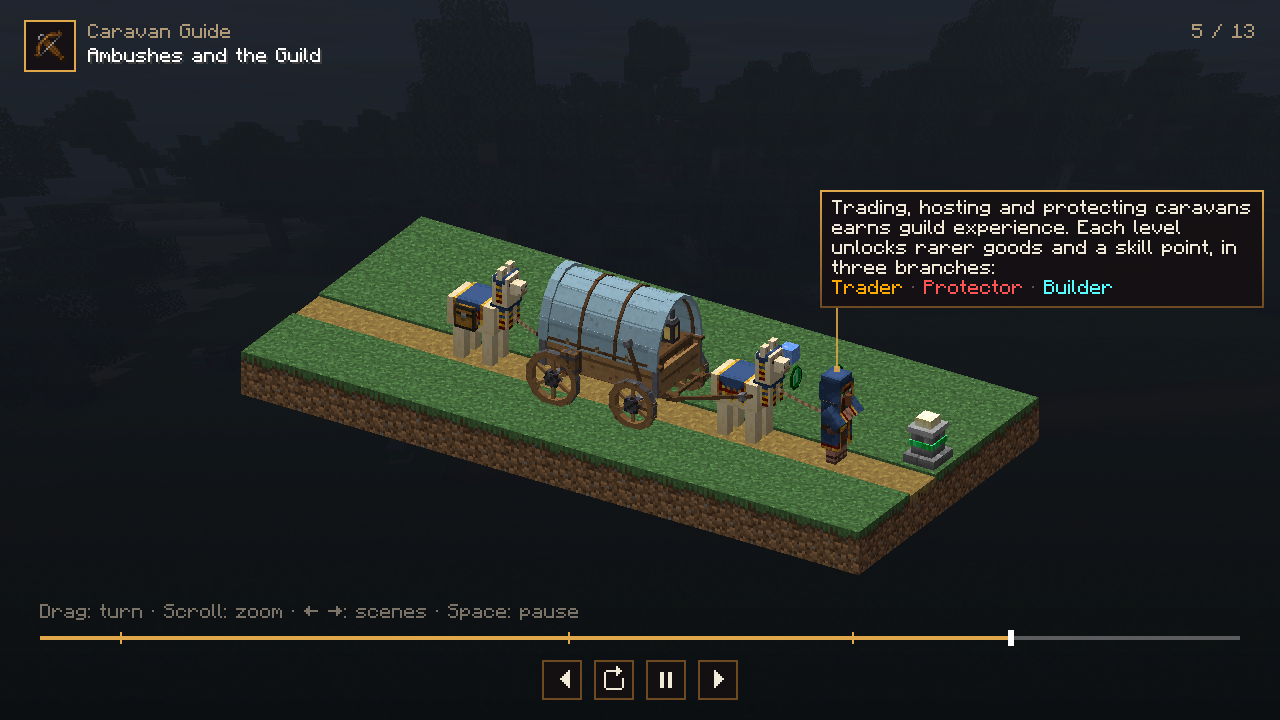 Caravan Guide
Ambushes and the Guild
5 / 13
Trading, hosting and protecting caravans
earns guild experience. Each level
unlocks rarer goods and a skill point, in
three branches:
Trader · Protector · Builder
Drag: turn · Scroll: zoom · ← →: scenes · Space: pause